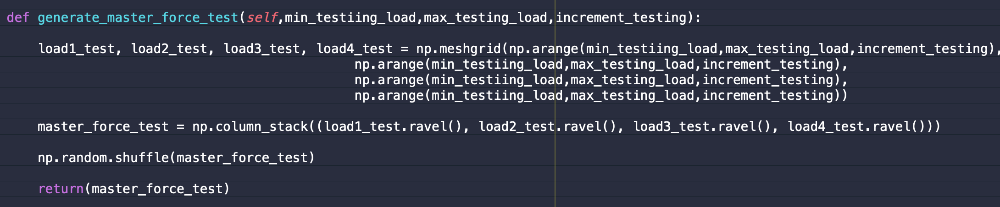 def generate_master_force_test(self,min_testiing_load,max_testing_load,increment_testing):
load1_test, load2_test, load3_test, load4_test = np.meshgrid(np.arange(min_testiing_load,max_testing_load,increment_testing),
np.arange(min_testiing_load,max_testing_load,increment_testing),
np.arange(min_testiing_load,max_testing_load,increment_testing),
np.arange(min_testiing_load,max_testing_load,increment_testing))
master_force_test = np.column_stack((load1_test.ravel(), load2_test.ravel(), load3_test.ravel(), load4_test.ravel()))
np.random.shuffle(master_force_test)
return(master_force_test)